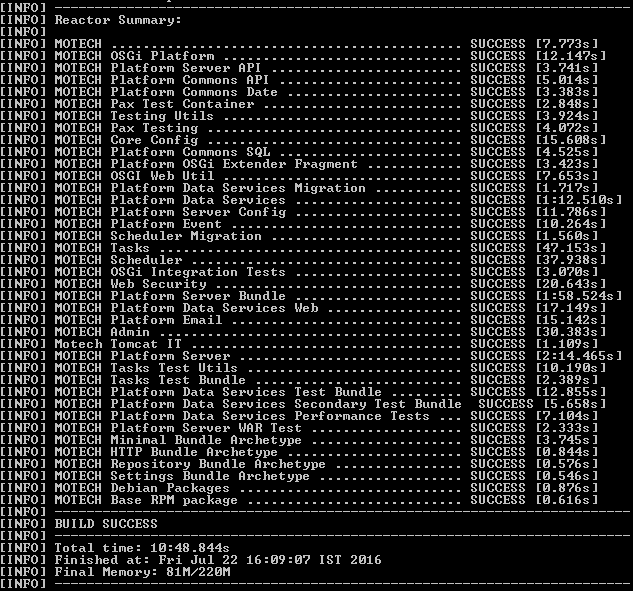 [INFO] ------------------------------------------------------------------------
[INFO] Reactor Summary:
[INFO]
[INFO] MOTECH ............................................ SUCCESS [7.773s]
[INFO] MOTECH OSGi Platform .............................. SUCCESS [12.147s]
[INFO] MOTECH Platform Server API ........................ SUCCESS [3.741s]
[INFO] MOTECH Platform Commons API ....................... SUCCESS [5.014s]
[INFO] MOTECH Platform Commons Date ...................... SUCCESS [3.383s]
[INFO] MOTECH Pax Test Container ......................... SUCCESS [2.848s]
[INFO] MOTECH Testing Utils .............................. SUCCESS [3.924s]
[INFO] MOTECH Pax Testing ................................ SUCCESS [4.072s]
[INFO] MOTECH Core Config ................................ SUCCESS [15.608s]
[INFO] MOTECH Platform Commons SQL ....................... SUCCESS [4.525s]
[INFO] MOTECH Platform OSGi Extender Fragment ............ SUCCESS [3.423s]
[INFO] MOTECH OSGI Web Util .............................. SUCCESS [7.653s]
[INFO] MOTECH Platform Data Services Migration ........... SUCCESS [1.717s]
[INFO] MOTECH Platform Data Services ..................... SUCCESS [1:12.510s]
[INFO] MOTECH Platform Server Config ..................... SUCCESS [11.786s]
[INFO] MOTECH Platform Event ............................. SUCCESS [10.264s]
[INFO] MOTECH Scheduler Migration ........................ SUCCESS [1.560s]
[INFO] MOTECH Tasks ...................................... SUCCESS [47.153s]
[INFO] MOTECH Scheduler .................................. SUCCESS [37.938s]
[INFO] MOTECH OSGi Integration Tests ..................... SUCCESS [3.070s]
[INFO] MOTECH Web Security ............................... SUCCESS [20.643s]
[INFO] MOTECH Platform Server Bundle ..................... SUCCESS [1:58.524s]
[INFO] MOTECH Platform Data Services Web ................. SUCCESS [17.149s]
[INFO] MOTECH Platform Email ............................. SUCCESS [15.142s]
[INFO] MOTECH Admin ...................................... SUCCESS [30.383s]
[INFO] Motech Tomcat IT .................................. SUCCESS [1.109s]
[INFO] MOTECH Platform Server ............................ SUCCESS [2:14.465s]
[INFO] MOTECH Tasks Test Utils ........................... SUCCESS [10.190s]
[INFO] MOTECH Tasks Test Bundle .......................... SUCCESS [2.389s]
[INFO] MOTECH Platform Data Services Test Bundle ......... SUCCESS [12.855s]
[INFO] MOTECH Platform Data Services Secondary Test Bundle  SUCCESS [5.658s]
[INFO] MOTECH Platform Data Services Performance Tests ... SUCCESS [7.104s]
[INFO] MOTECH Platform Server WAR Test ................... SUCCESS [2.333s]
[INFO] MOTECH Minimal Bundle Archetype ................... SUCCESS [3.745s]
[INFO] MOTECH HTTP Bundle Archetype ...................... SUCCESS [0.844s]
[INFO] MOTECH Repository Bundle Archetype ................ SUCCESS [0.576s]
[INFO] MOTECH Settings Bundle Archetype .................. SUCCESS [0.546s]
[INFO] MOTECH Debian Packages ............................ SUCCESS [0.876s]
[INFO] MOTECH Base RPM package ........................... SUCCESS [0.616s]
[INFO] ------------------------------------------------------------------------
[INFO] BUILD SUCCESS
[INFO] ------------------------------------------------------------------------
[INFO] Total time: 10:48.844s
[INFO] Finished at: Fri Jul 22 16:09:07 IST 2016
[INFO] Final Memory: 81M/220M
[INFO] ------------------------------------------------------------------------